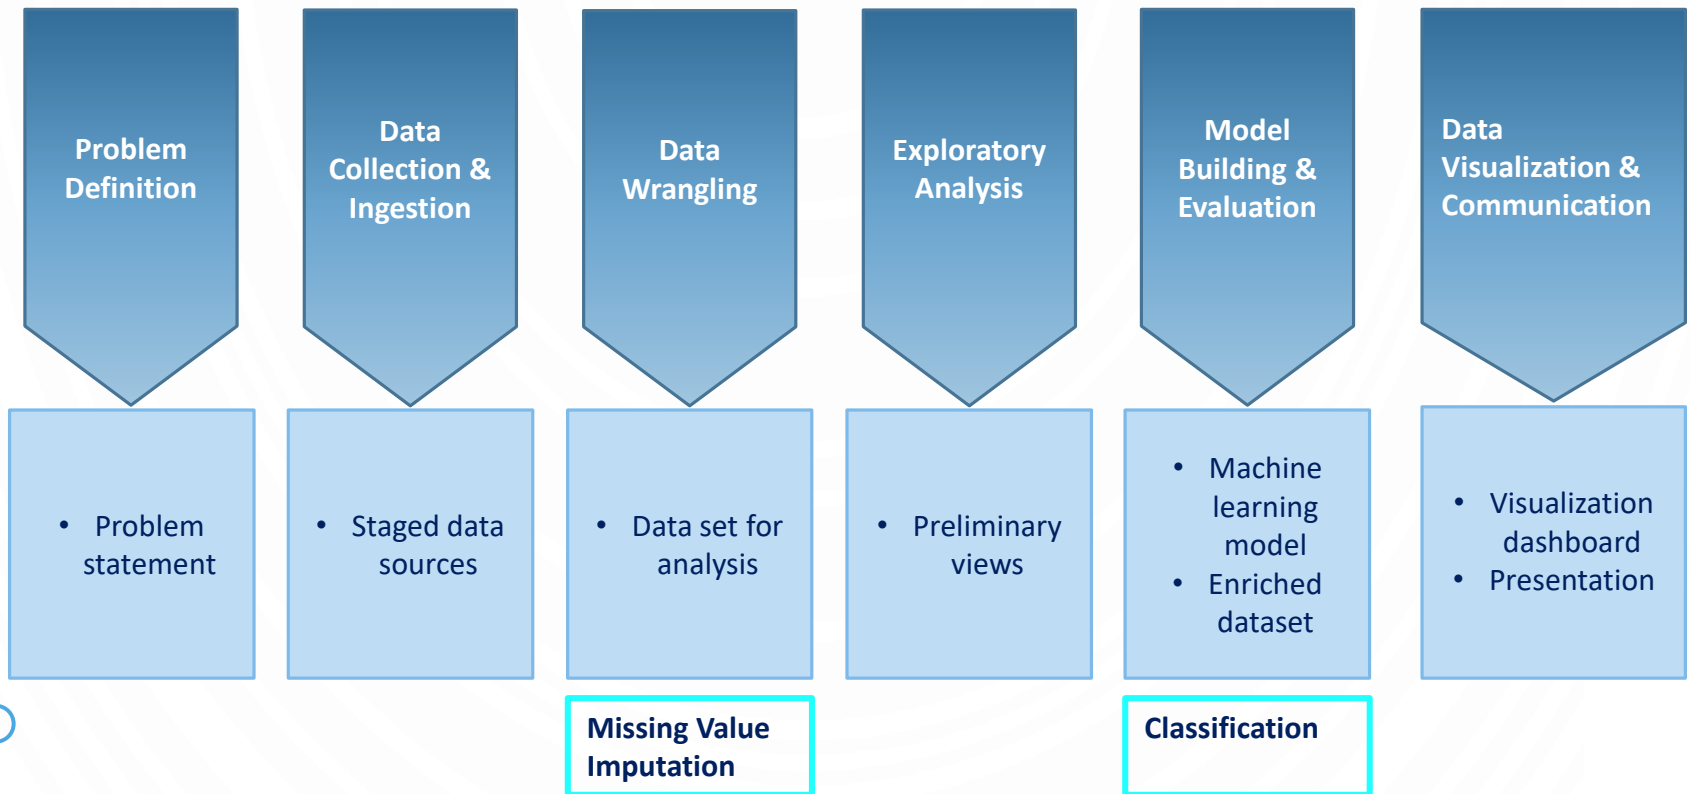 Problem
Definition
Data
Collection &
Ingestion
Data
Wrangling
Exploratory
Analysis
Model
Building &
Evaluation
Data
Visualization &
Communication
• Problem
statement
• Staged data
sources
• Data set for
analysis
• Preliminary
views
• Machine
learning
model
• Enriched
dataset
• Visualization
dashboard
• Presentation
Missing Value
Imputation
Classification